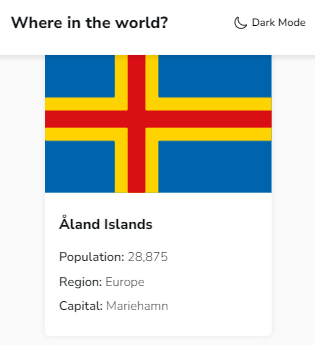 Where in the world?
Dark Mode
Åland Islands
Population: 28,875
Region: Europe
Capital: Mariehamn